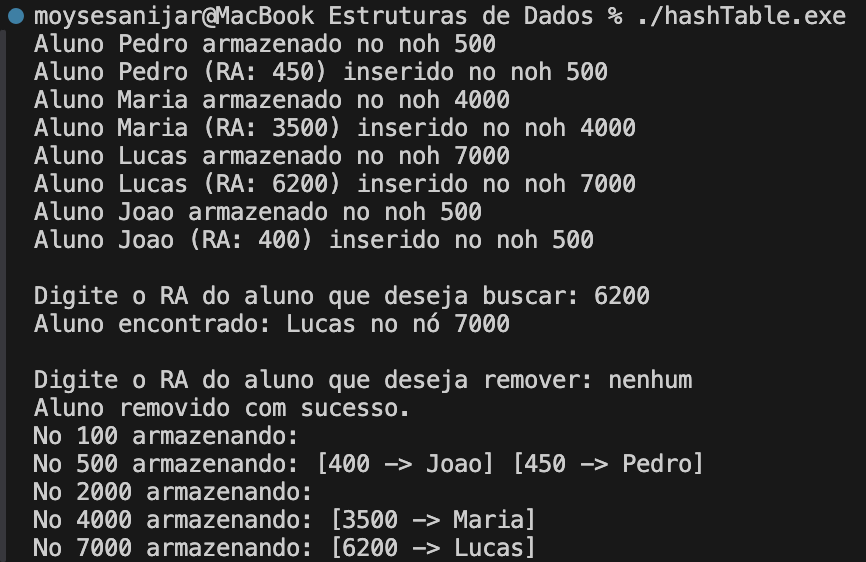 moysesanijar@MacBook Estruturas de Dados % ./hashTable.exe
Aluno Pedro armazenado no noh 500
Aluno Pedro (RA: 450) inserido no noh 500
Aluno Maria armazenado no noh 4000
Aluno Maria (RA: 3500) inserido no noh 4000
Aluno Lucas armazenado no noh 7000
Aluno Lucas (RA: 6200) inserido no noh 7000
Aluno Joao armazenado no noh 500
Aluno Joao (RA: 400) inserido no noh 500
Digite o RA do aluno que deseja buscar: 6200
Aluno encontrado: Lucas no nó 7000
Digite o RA do aluno que deseja remover: nenhum
Aluno removido com sucesso.
No 100 armazenando:
No 500 armazenando: [400 -> Joao] [450 -> Pedro]
No 2000 armazenando:
No 4000 armazenando: [3500 -> Maria]
No 7000 armazenando: [6200 -> Lucas]